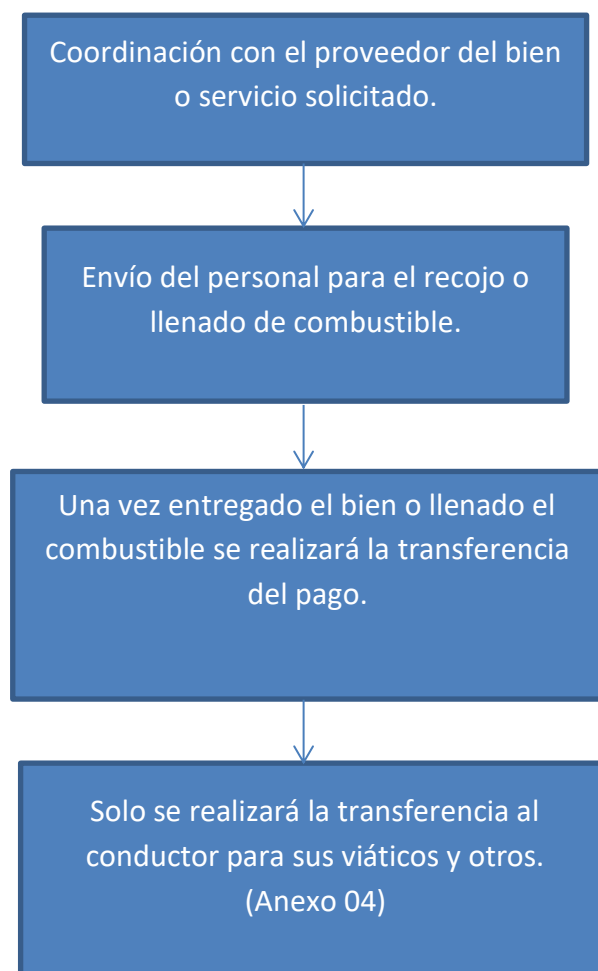 Coordinación con el proveedor del bien
o servicio solicitado.
Envío del personal para el recojo o
llenado de combustible.
Una vez entregado el bien o llenado el
combustible se realizará la transferencia
del pago.
Solo se realizará la transferencia al
conductor para sus viáticos y otros.
(Anexo 04)